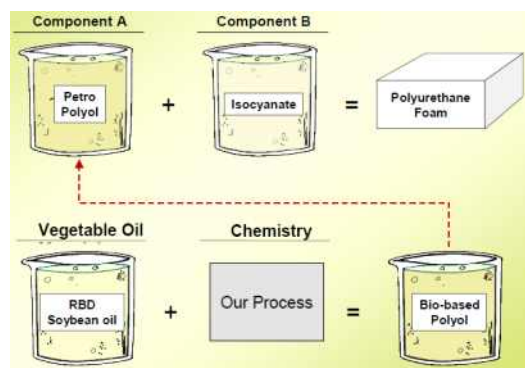 Component A
Component B
Petro
Polyol
+
Isocyanate
=
Polyurethane
Foam
Vegetable Oil
Chemistry
RBD
Soybean oil
+
Our Process
=
Bio-based
Polyol